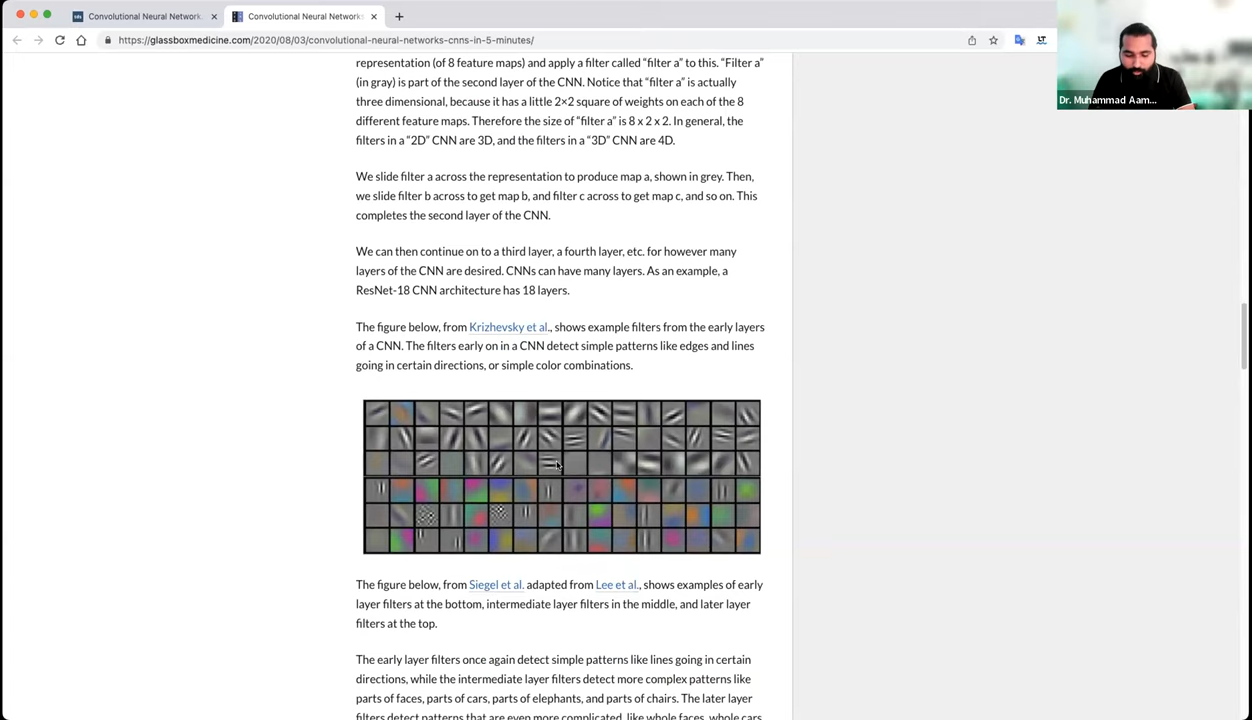 Convolutional Neural Network
Convolutional Neural Networks
https://glassboxmedicine.com/2020/08/03/convolutional-neural-networks-cnns-in-5-minutes/
LT
Dr. Muhammad Aam...
representation (of 8 feature maps) and apply a filter called “filter a” to this. “Filter a”
(in gray) is part of the second layer of the CNN. Notice that “filter a” is actually
three dimensional, because it has a little 2×2 square of weights on each of the 8
different feature maps. Therefore the size of “filter a” is 8 x 2 x 2. In general, the
filters in a “2D” CNN are 3D, and the filters in a “3D” CNN are 4D.
We slide filter a across the representation to produce map a, shown in grey. Then,
we slide filter b across to get map b, and filter c across to get map c, and so on. This
completes the second layer of the CNN.
We can then continue on to a third layer, a fourth layer, etc. for however many
layers of the CNN are desired. CNNs can have many layers. As an example, a
ResNet-18 CNN architecture has 18 layers.
The figure below, from Krizhevsky et al., shows example filters from the early layers
of a CNN. The filters early on in a CNN detect simple patterns like edges and lines
going in certain directions, or simple color combinations.
The figure below, from Siegel et al. adapted from Lee et al., shows examples of early
layer filters at the bottom, intermediate layer filters in the middle, and later layer
filters at the top.
The early layer filters once again detect simple patterns like lines going in certain
directions, while the intermediate layer filters detect more complex patterns like
parts of faces, parts of cars, parts of elephants, and parts of chairs. The later layer
filters detect patterns that are even more complicated, like whole faces, whole cars